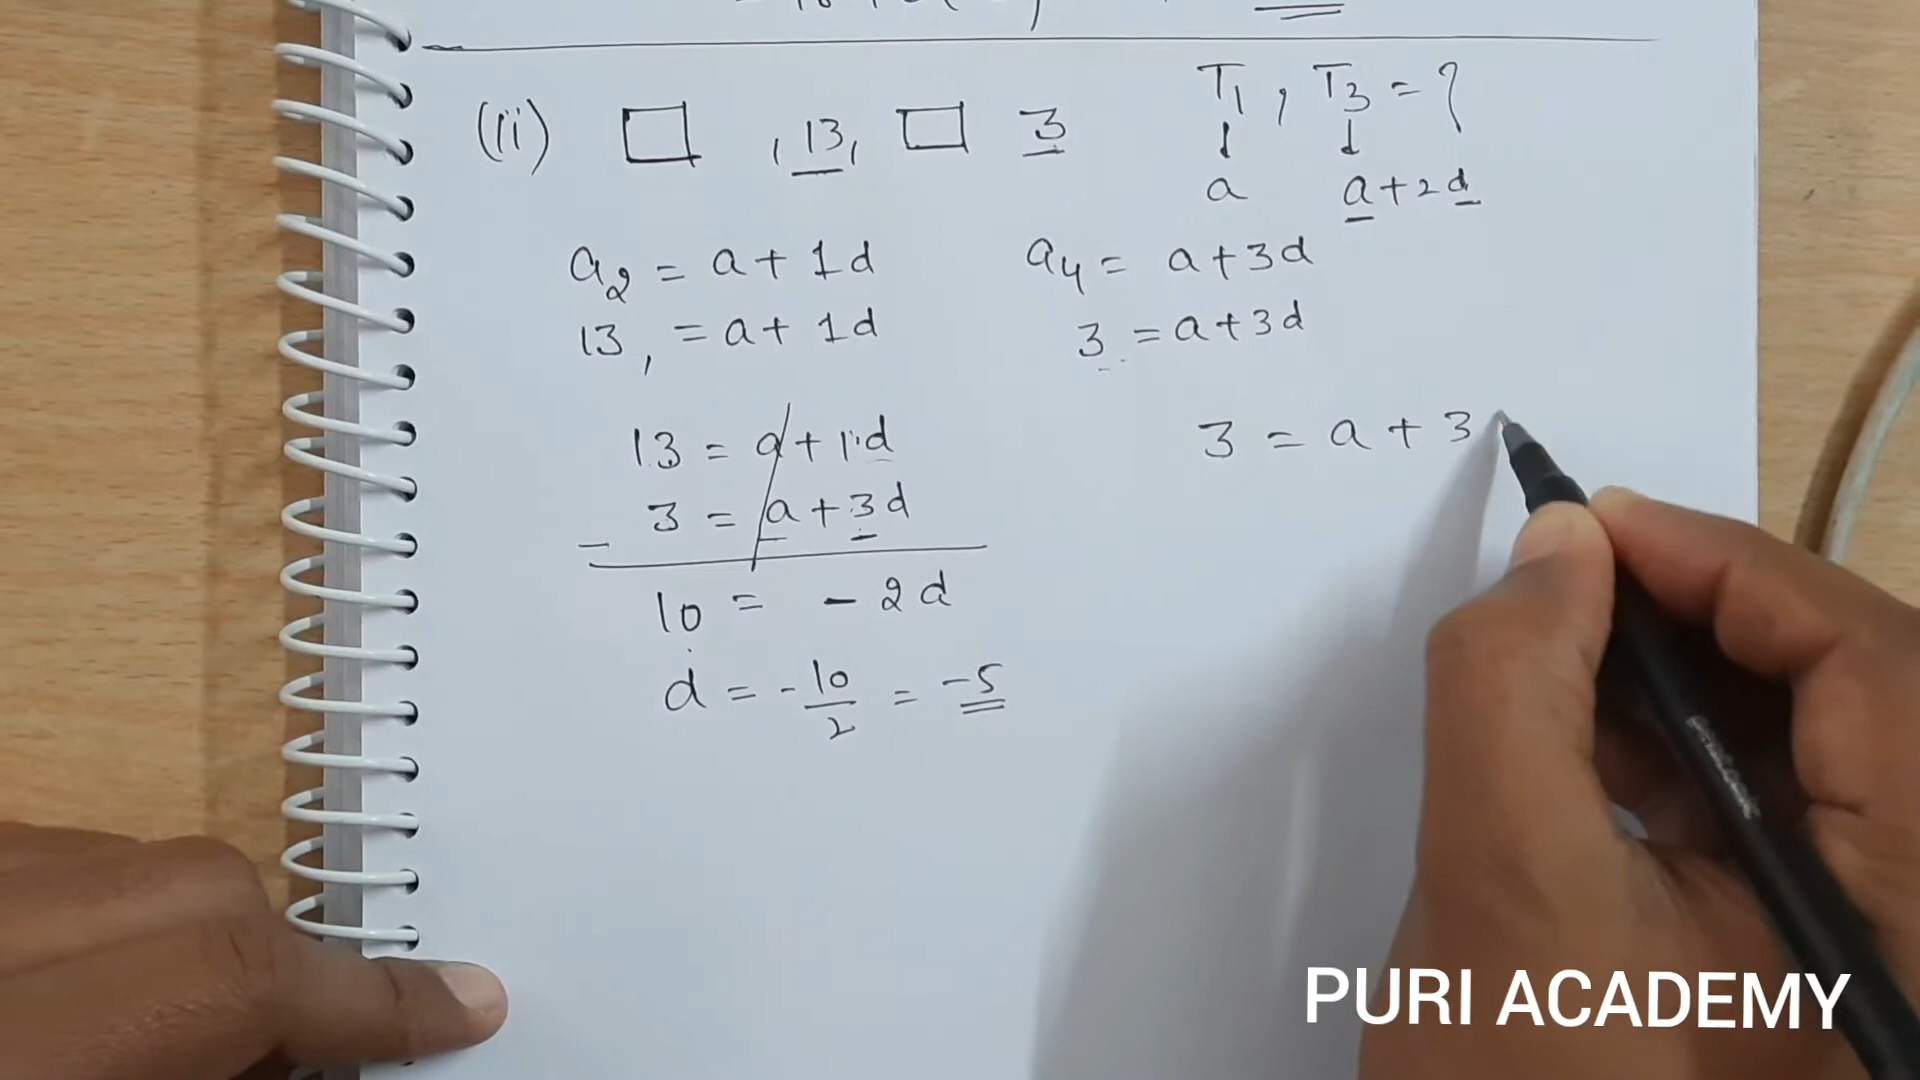 (ii) □ , 13, □ 3
T1 , T3 = ?
a a+2d
a2 = a + 1d
13, = a + 1d
a4 = a + 3d
3 = a + 3d
13 = a + 1d
3 = a + 3d
−
10 = − 2d
d = -10/2 = -5
3 = a + 3
PURI ACADEMY